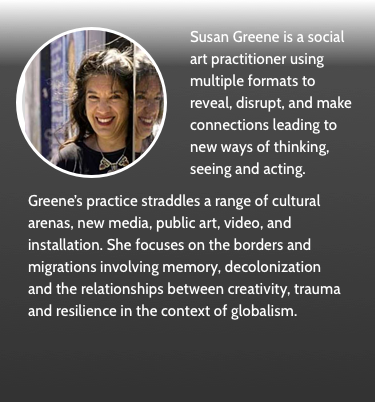 Susan Greene is a social
art practitioner using
multiple formats to
reveal, disrupt, and make
connections leading to
new ways of thinking,
seeing and acting.
Greene's practice straddles a range of cultural
arenas, new media, public art, video, and
installation. She focuses on the borders and
migrations involving memory, decolonization
and the relationships between creativity, trauma
and resilience in the context of globalism.